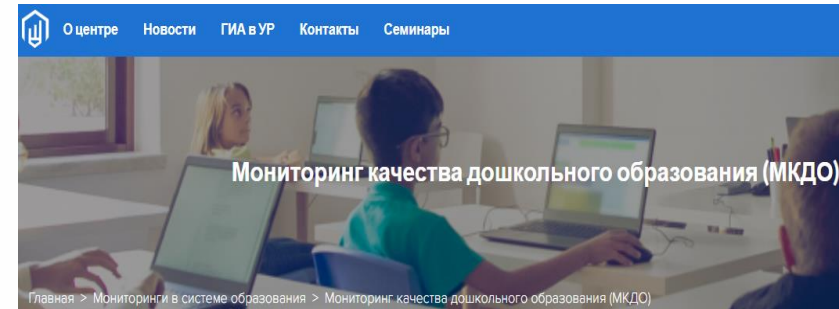 О центре Новости ГИА в УР Контакты Семинары
Мониторинг качества дошкольного образования (МКДО)
Главная > Мониторинги в системе образования > Мониторинг качества дошкольного образования (МКДО)